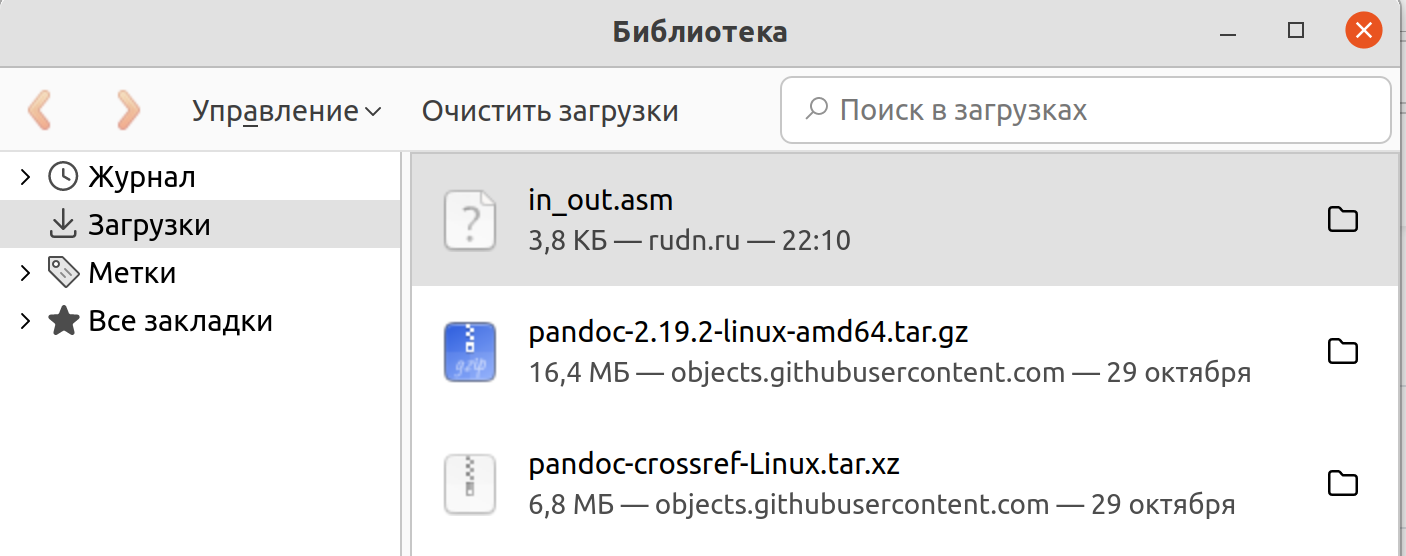 Библиотека
Управление
Очистить загрузки
Поиск в загрузках
Журнал
Загрузки
Метки
Все закладки
?
in_out.asm
3,8 КБ — rudn.ru — 22:10
gzip
pandoc-2.19.2-linux-amd64.tar.gz
16,4 МБ — objects.githubusercontent.com — 29 октября
pandoc-crossref-Linux.tar.xz
6,8 МБ — objects.githubusercontent.com — 29 октября